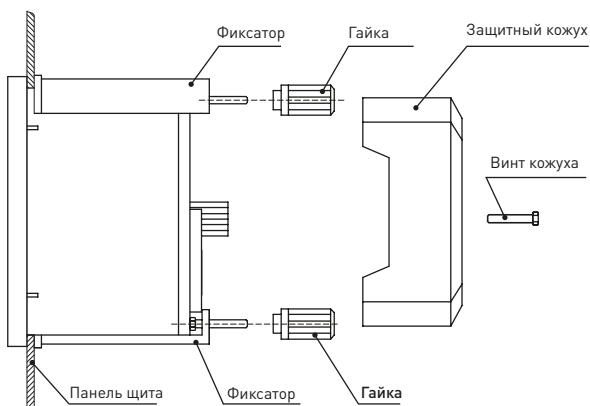 Фиксатор
Гайка
Защитный кожух
Винт кожуха
Панель щита
Фиксатор
Гайка